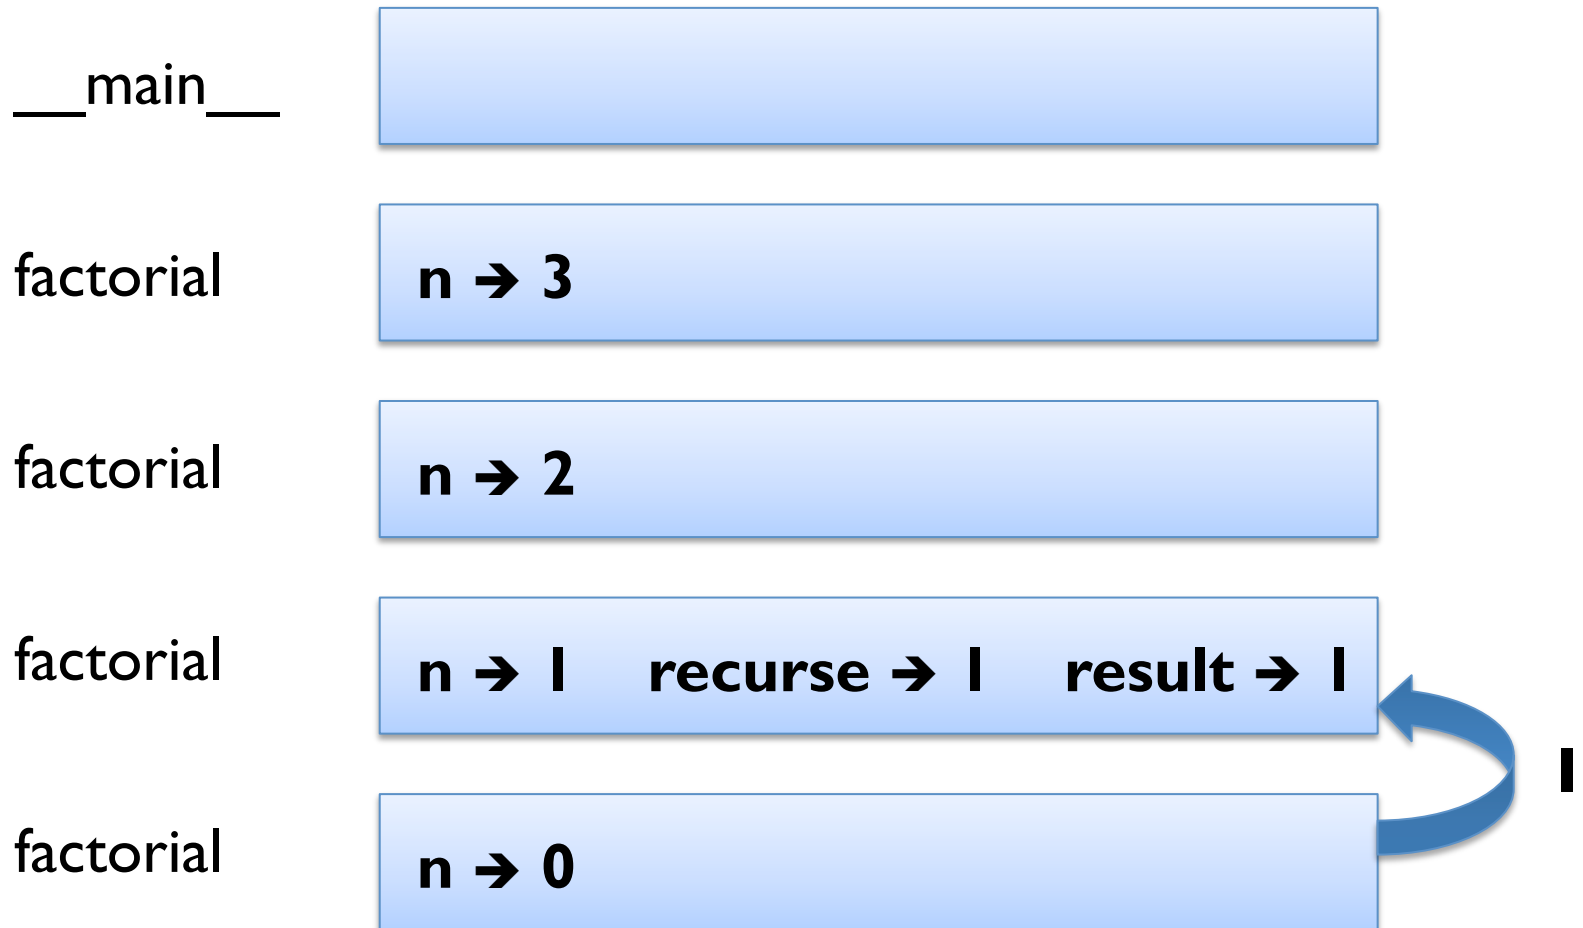 __main__
factorial n ➔ 3
factorial n ➔ 2
factorial n ➔ 1 recurse ➔ 1 result ➔ 1
1
factorial n ➔ 0